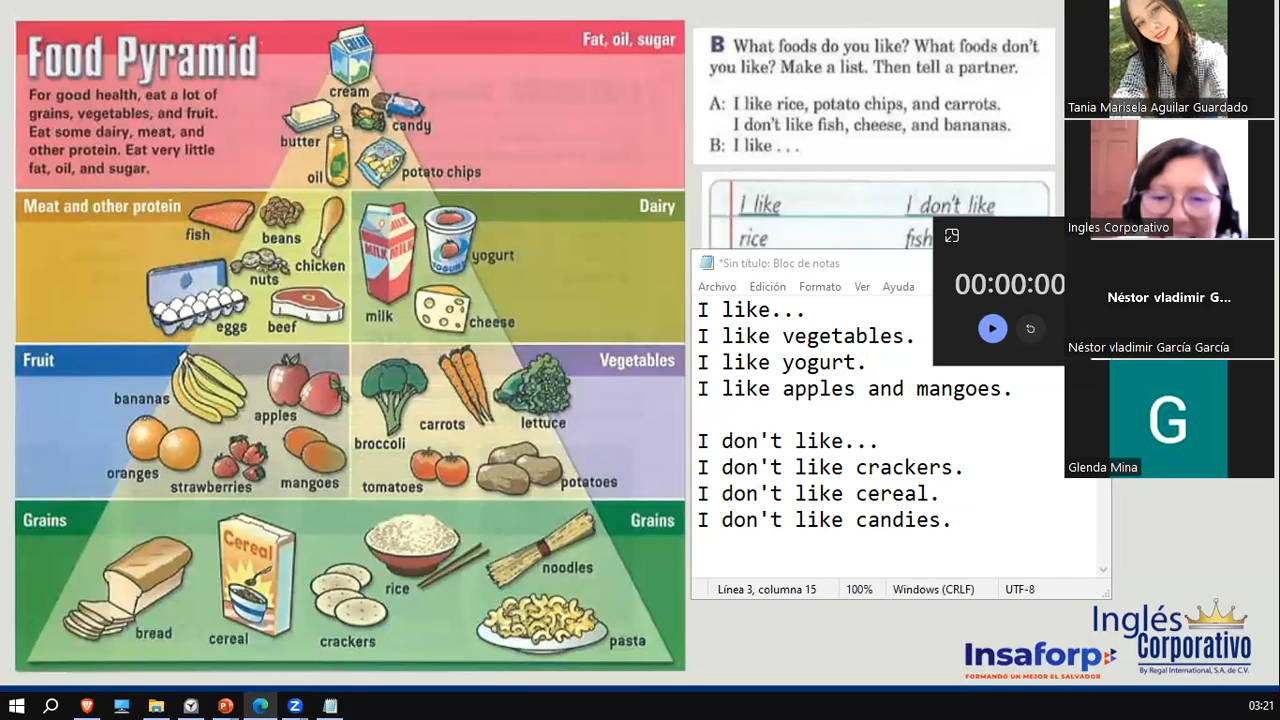 Food Pyramid
For good health, eat a lot of
grains, vegetables, and fruit.
Eat some dairy, meat, and
other protein. Eat very little
fat, oil, and sugar.
Fat, oil, sugar
CREAM
cream
butter
candy
oil
potato chips
Meat and other protein
fish
beans
chicken
nuts
eggs
beef
Dairy
MILK
MILK
YOGURT
yogurt
milk
cheese
Fruit
bananas
apples
oranges
strawberries
mangoes
Vegetables
broccoli
carrots
lettuce
tomatoes
potatoes
Grains
Grains
Cereal
bread
cereal
crackers
rice
noodles
pasta
B What foods do you like? What foods don't
you like? Make a list. Then tell a partner.
A: I like rice, potato chips, and carrots.
I don't like fish, cheese, and bananas.
B: I like . . .
I like I don't like
rice fish
*Sin título: Bloc de notas
Archivo Edición Formato Ver Ayuda
I like...
I like vegetables.
I like yogurt.
I like apples and mangoes.
I don't like...
I don't like crackers.
I don't like cereal.
I don't like candies.
Línea 3, columna 15 100% Windows (CRLF) UTF-8
00:00:00
Tania Marisela Aguilar Guardado
Ingles Corporativo
Néstor vladimir G...
Néstor vladimir García García
G
Glenda Mina
Insaforp
FORMANDO UN MEJOR EL SALVADOR
Inglés
Corporativo
By Regal International, S.A. de C.V.
03:21